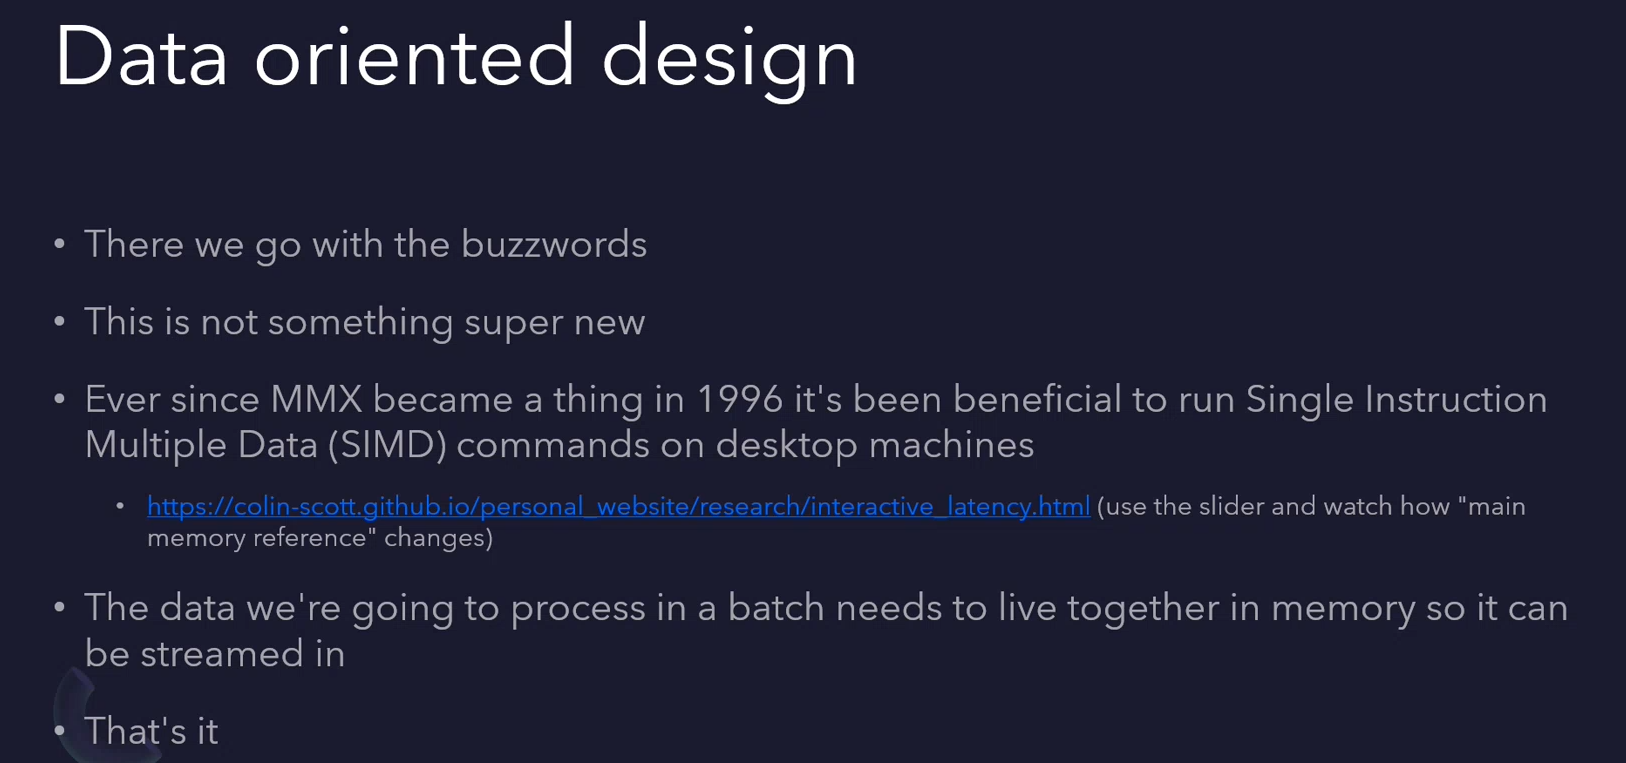 Data oriented design
• There we go with the buzzwords
• This is not something super new
• Ever since MMX became a thing in 1996 it's been beneficial to run Single Instruction
Multiple Data (SIMD) commands on desktop machines
• https://colin-scott.github.io/personal_website/research/interactive_latency.html (use the slider and watch how "main
memory reference" changes)
• The data we're going to process in a batch needs to live together in memory so it can
be streamed in
• That's it